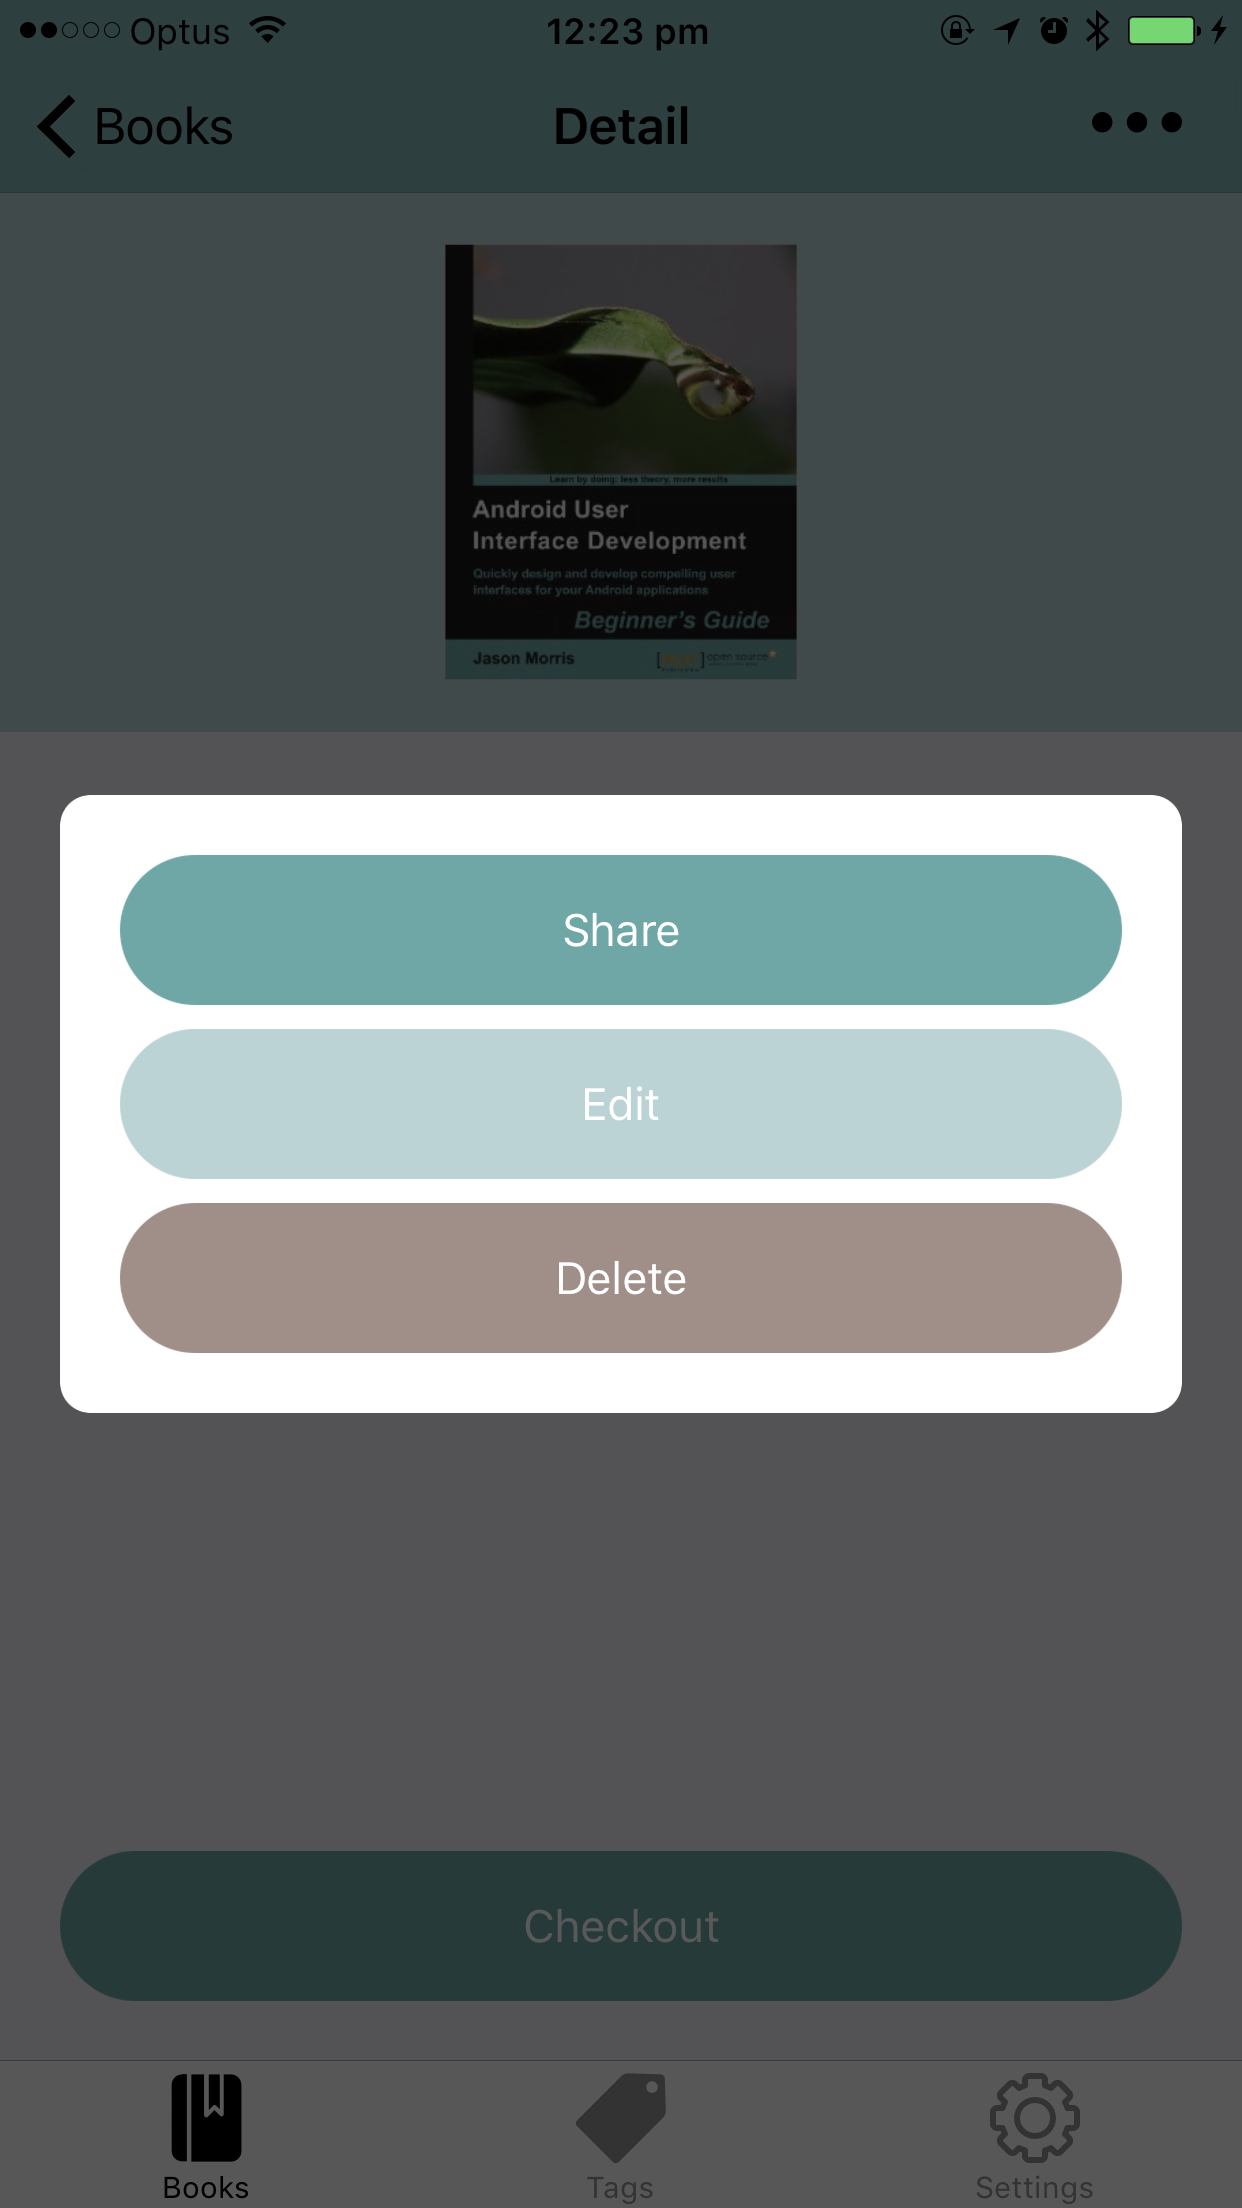 Optus 12:23 pm
Books Detail
Learn by doing: less theory, more results
Android User
Interface Development
Quickly design and develop compelling user
interfaces for your Android applications
Beginner's Guide
Jason Morris
open source
Share
Edit
Delete
Checkout
Books Tags Settings